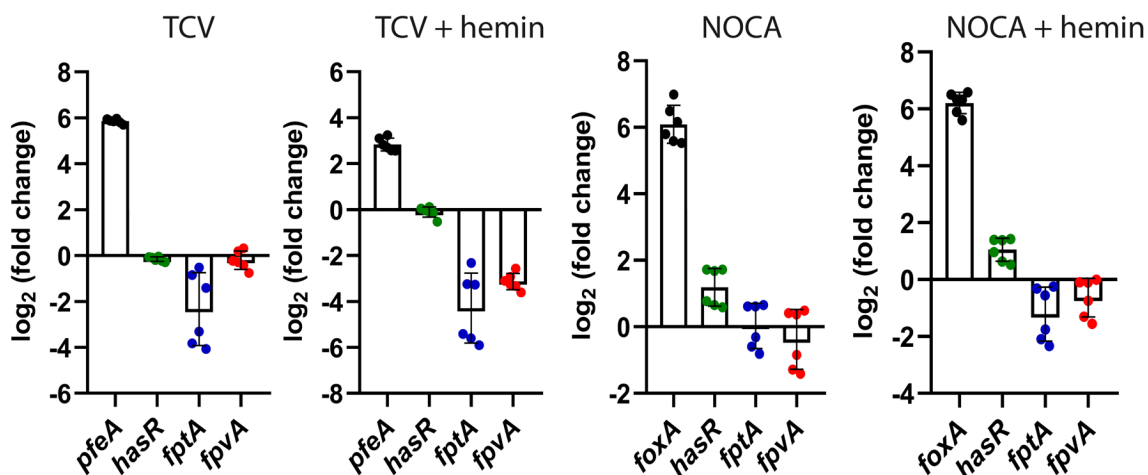 TCV
log2 (fold change)
8
6
4
2
0
-2
-4
-6
pfeA
hasR
fptA
fpvA
TCV + hemin
log2 (fold change)
6
4
2
0
-2
-4
-6
-8
pfeA
hasR
fptA
fpvA
NOCA
log2 (fold change)
8
6
4
2
0
-2
foxA
hasR
fptA
fpvA
NOCA + hemin
log2 (fold change)
8
6
4
2
0
-2
-4
foxA
hasR
fptA
fpvA